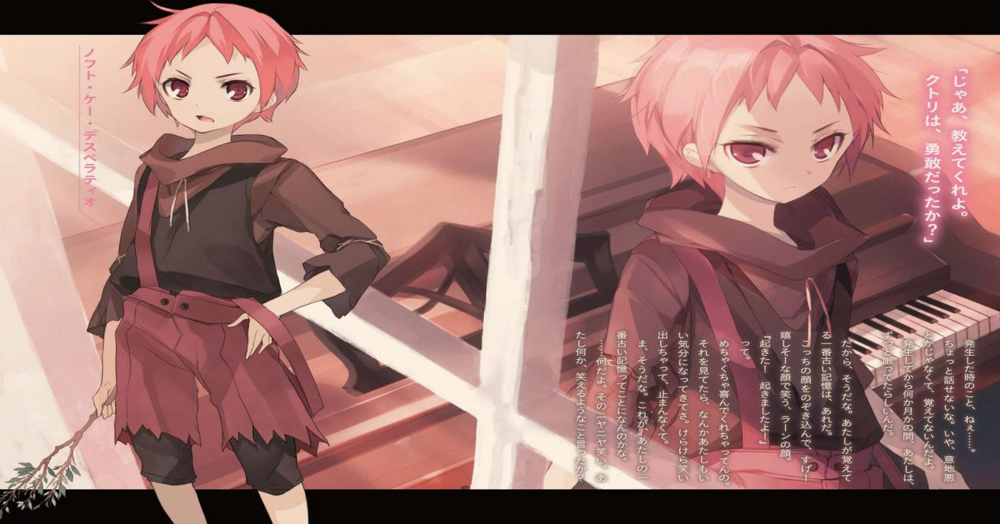 「じゃあ、教えてくれよ。
クトリは、勇敢だったか？」
発生した時のこと、ねぇ……。
ちょっと話せないな。いや、意地悪
とかじゃなくて、覚えてないんだよ。
発生してから何か月かの間、あたしは、
ずっと眠ってたらしいんだ。
だから、そうだな。あたしが覚えて
る一番古い記憶は、あれだ。
こっちの顔をのぞき込んで、すげー
嬉しそーな顔で笑う、ラーンの顔。
『起きた！　起きましたよ！』
って。
めちゃくちゃ喜んでくれちゃってんの。
それを見てたら、なんかあたしもい
い気分になってきてさ。けらけら笑い
出しちゃって、止まんなくて。
ま、そうだな。これが、あたしの一
番古い記憶ってことになんのかな。
……何だよ。そのニヤニヤ笑い。あ
たし何か、笑えるようなこと言ったか？
ノフト・ケー・デスペラティオ